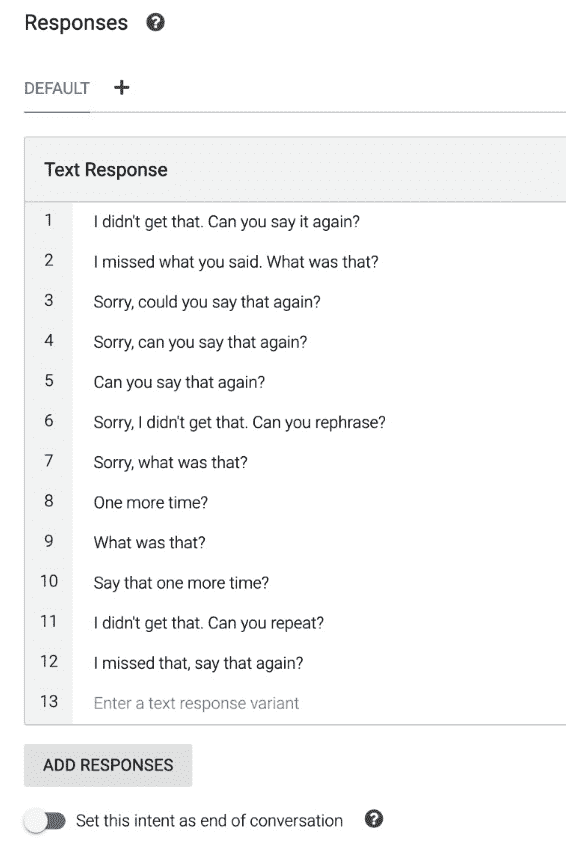 Responses ?
DEFAULT +
Text Response
1 I didn't get that. Can you say it again?
2 I missed what you said. What was that?
3 Sorry, could you say that again?
4 Sorry, can you say that again?
5 Can you say that again?
6 Sorry, I didn't get that. Can you rephrase?
7 Sorry, what was that?
8 One more time?
9 What was that?
10 Say that one more time?
11 I didn't get that. Can you repeat?
12 I missed that, say that again?
13 Enter a text response variant
ADD RESPONSES
Set this intent as end of conversation ?